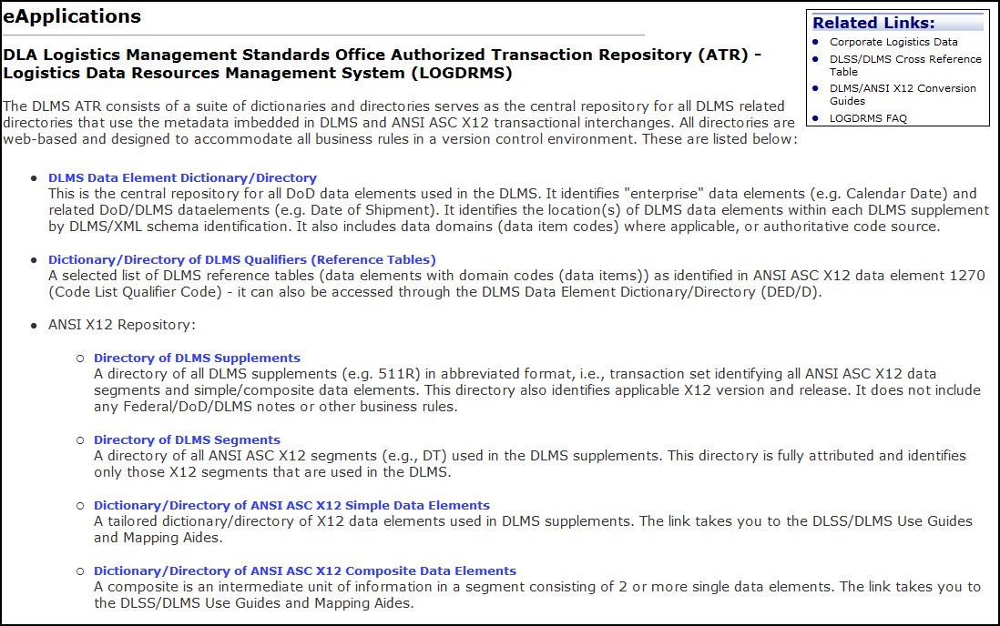 eApplications
DLA Logistics Management Standards Office Authorized Transaction Repository (ATR) -
Logistics Data Resources Management System (LOGDRMS)
Related Links:
Corporate Logistics Data
DLSS/DLMS Cross Reference
Table
DLMS/ANSI X12 Conversion
Guides
LOGDRMS FAQ
The DLMS ATR consists of a suite of dictionaries and directories serves as the central repository for all DLMS related
directories that use the metadata imbedded in DLMS and ANSI ASC X12 transactional interchanges. All directories are
web-based and designed to accommodate all business rules in a version control environment. These are listed below:
• DLMS Data Element Dictionary/Directory
This is the central repository for all DoD data elements used in the DLMS. It identifies "enterprise" data elements (e.g. Calendar Date) and
related DoD/DLMS dataelements (e.g. Date of Shipment). It identifies the location(s) of DLMS data elements within each DLMS supplement
by DLMS/XML schema identification. It also includes data domains (data item codes) where applicable, or authoritative code source.
• Dictionary/Directory of DLMS Qualifiers (Reference Tables)
A selected list of DLMS reference tables (data elements with domain codes (data items)) as identified in ANSI ASC X12 data element 1270
(Code List Qualifier Code) - it can also be accessed through the DLMS Data Element Dictionary/Directory (DED/D).
• ANSI X12 Repository:
○ Directory of DLMS Supplements
A directory of all DLMS supplements (e.g. 511R) in abbreviated format, i.e., transaction set identifying all ANSI ASC X12 data
segments and simple/composite data elements. This directory also identifies applicable X12 version and release. It does not include
any Federal/DoD/DLMS notes or other business rules.
○ Directory of DLMS Segments
A directory of all ANSI ASC X12 segments (e.g., DT) used in the DLMS supplements. This directory is fully attributed and identifies
only those X12 segments that are used in the DLMS.
○ Dictionary/Directory of ANSI ASC X12 Simple Data Elements
A tailored dictionary/directory of X12 data elements used in DLMS supplements. The link takes you to the DLSS/DLMS Use Guides
and Mapping Aides.
○ Dictionary/Directory of ANSI ASC X12 Composite Data Elements
A composite is an intermediate unit of information in a segment consisting of 2 or more single data elements. The link takes you to
the DLSS/DLMS Use Guides and Mapping Aides.